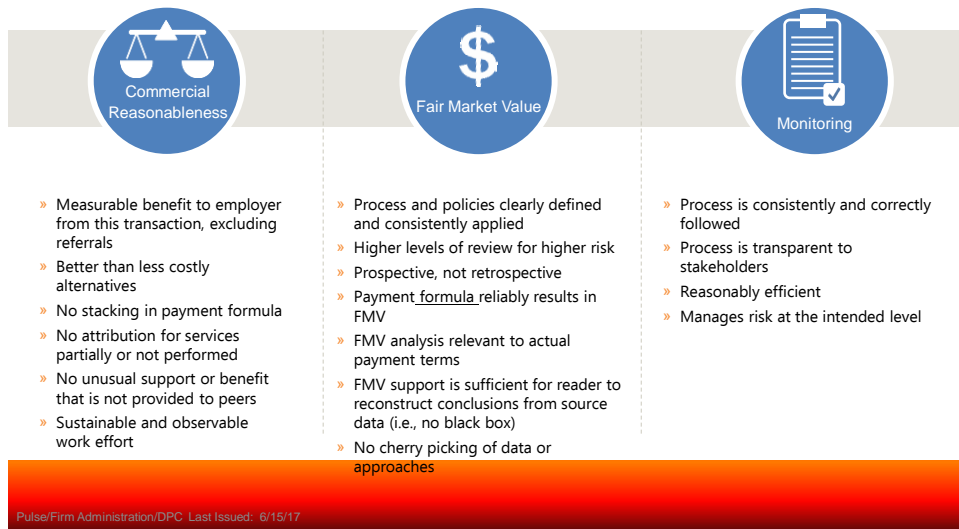 Commercial
Reasonableness
» Measurable benefit to employer
from this transaction, excluding
referrals
» Better than less costly
alternatives
» No stacking in payment formula
» No attribution for services
partially or not performed
» No unusual support or benefit
that is not provided to peers
» Sustainable and observable
work effort
$
Fair Market Value
» Process and policies clearly defined
and consistently applied
» Higher levels of review for higher risk
» Prospective, not retrospective
» Payment formula reliably results in
FMV
» FMV analysis relevant to actual
payment terms
» FMV support is sufficient for reader to
reconstruct conclusions from source
data (i.e., no black box)
» No cherry picking of data or
approaches
Monitoring
» Process is consistently and correctly
followed
» Process is transparent to
stakeholders
» Reasonably efficient
» Manages risk at the intended level
Pulse/Firm Administration/DPC Last Issued: 6/15/17